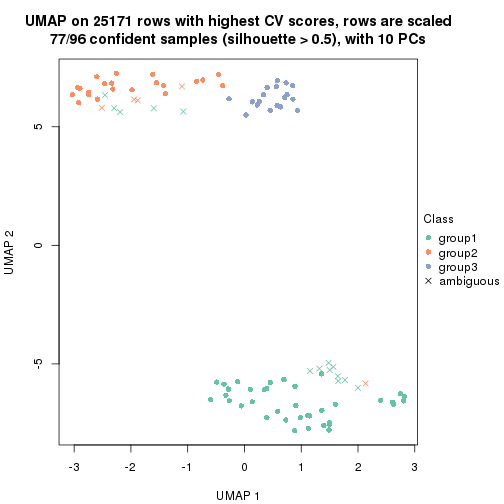 UMAP on 25171 rows with highest CV scores, rows are scaled
77/96 confident samples (silhouette > 0.5), with 10 PCs
5
0
-5
UMAP 2
-3 -2 -1 0 1 2 3
UMAP 1
Class
group1
group2
group3
ambiguous